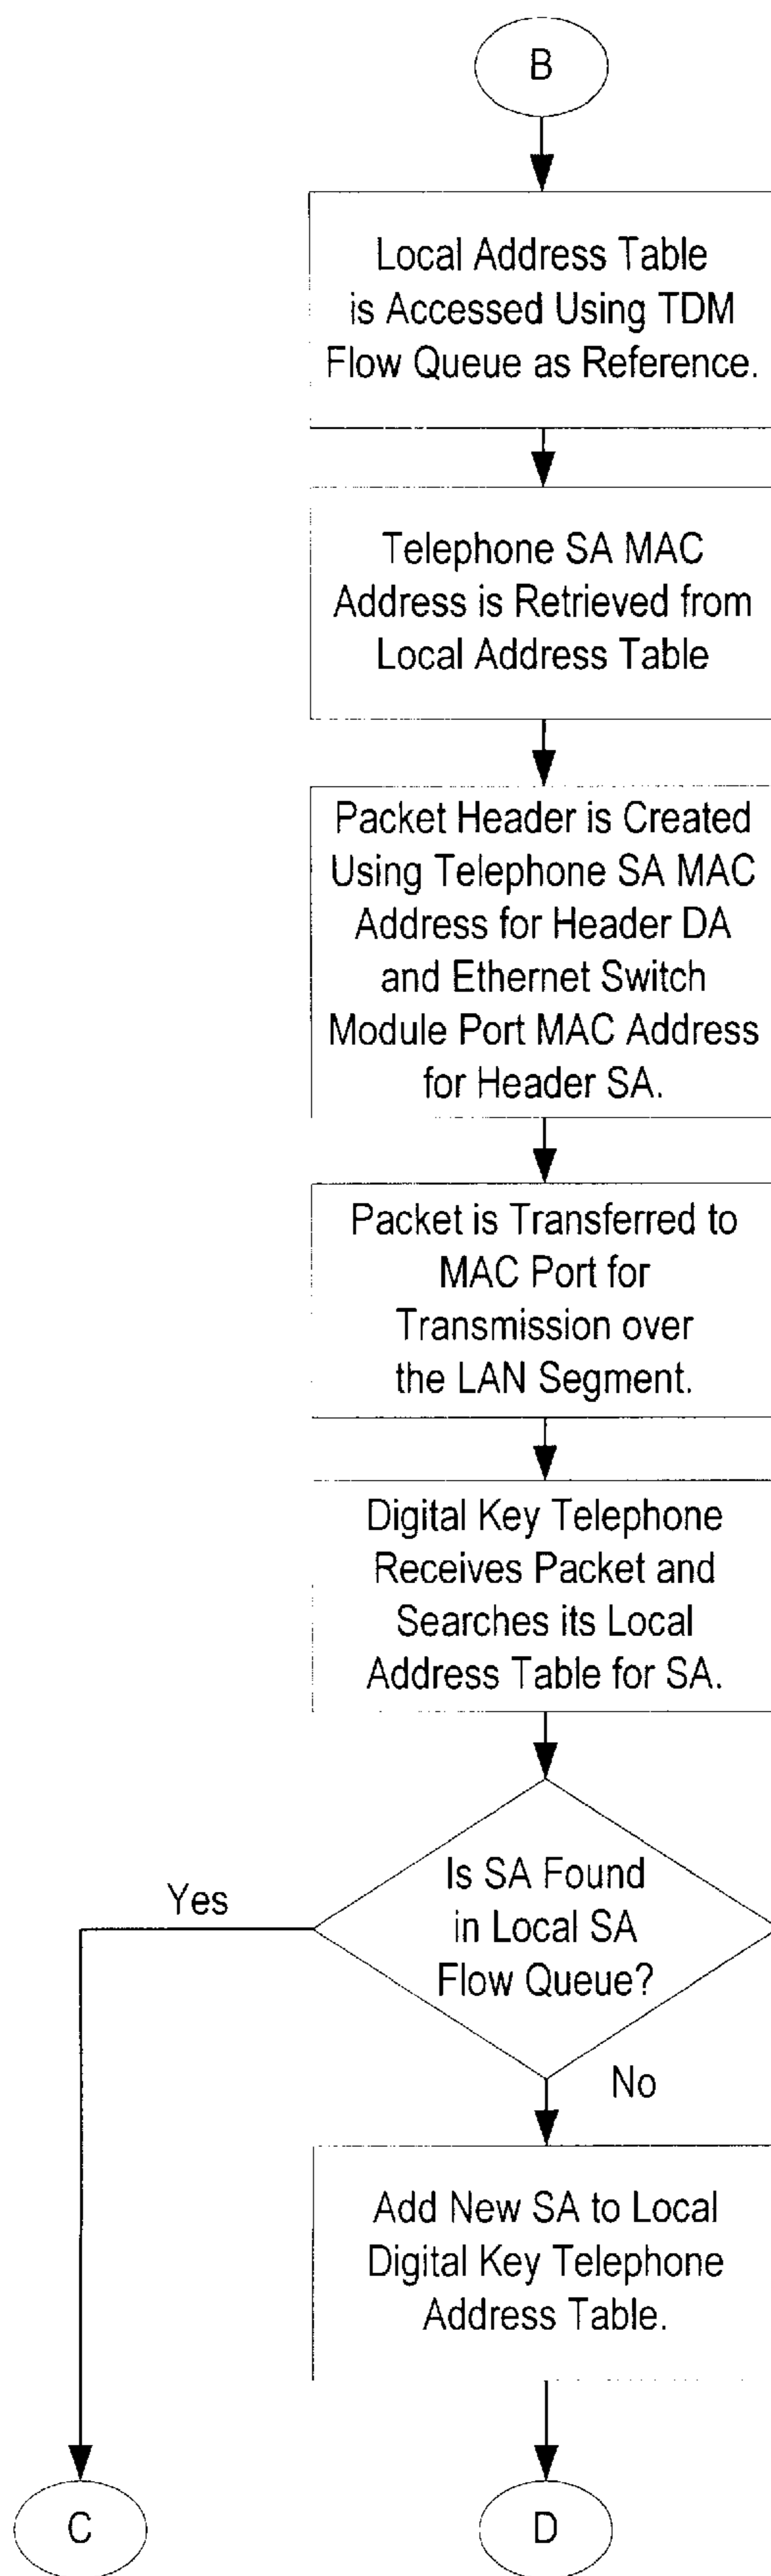 B
Local Address Table
is Accessed Using TDM
Flow Queue as Reference.
Telephone SA MAC
Address is Retrieved from
Local Address Table
Packet Header is Created
Using Telephone SA MAC
Address for Header DA
and Ethernet Switch
Module Port MAC Address
for Header SA.
Packet is Transferred to
MAC Port for
Transmission over
the LAN Segment.
Digital Key Telephone
Receives Packet and
Searches its Local
Address Table for SA.
Is SA Found
in Local SA
Flow Queue?
Yes
No
Add New SA to Local
Digital Key Telephone
Address Table.
C
D